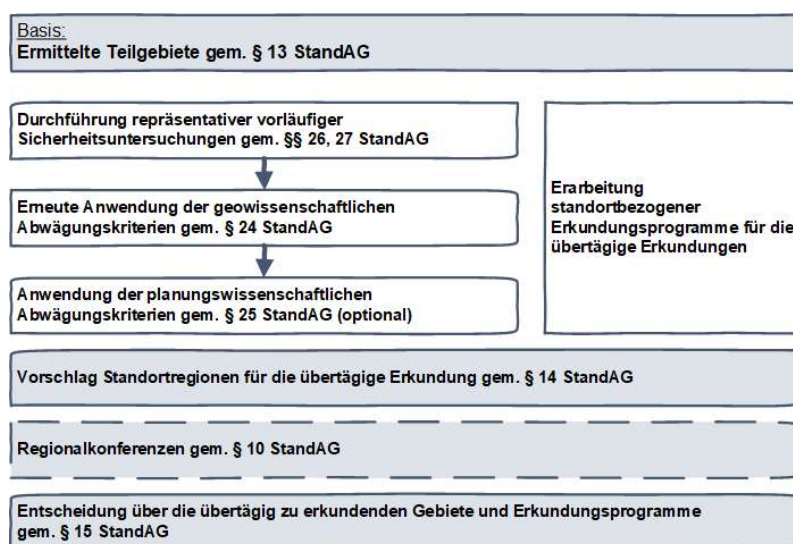 Basis:
Ermittelte Teilgebiete gem. § 13 StandAG
Durchführung repräsentativer vorläufiger
Sicherheitsuntersuchungen gem. §§ 26, 27 StandAG
Erneute Anwendung der geowissenschaftlichen
Abwägungskriterien gem. § 24 StandAG
Anwendung der planungswissenschaftlichen
Abwägungskriterien gem. § 25 StandAG (optional)
Erarbeitung
standortbezogener
Erkundungsprogramme für die
übertägige Erkundungen
Vorschlag Standortregionen für die übertägige Erkundung gem. § 14 StandAG
Regionalkonferenzen gem. § 10 StandAG
Entscheidung über die übertägig zu erkundenden Gebiete und Erkundungsprogramme
gem. § 15 StandAG